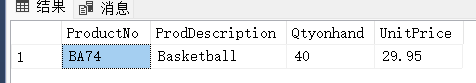 结果 消息
ProductNo ProdDescription Qtyonhand UnitPrice
1 BA74 Basketball 40 29.95